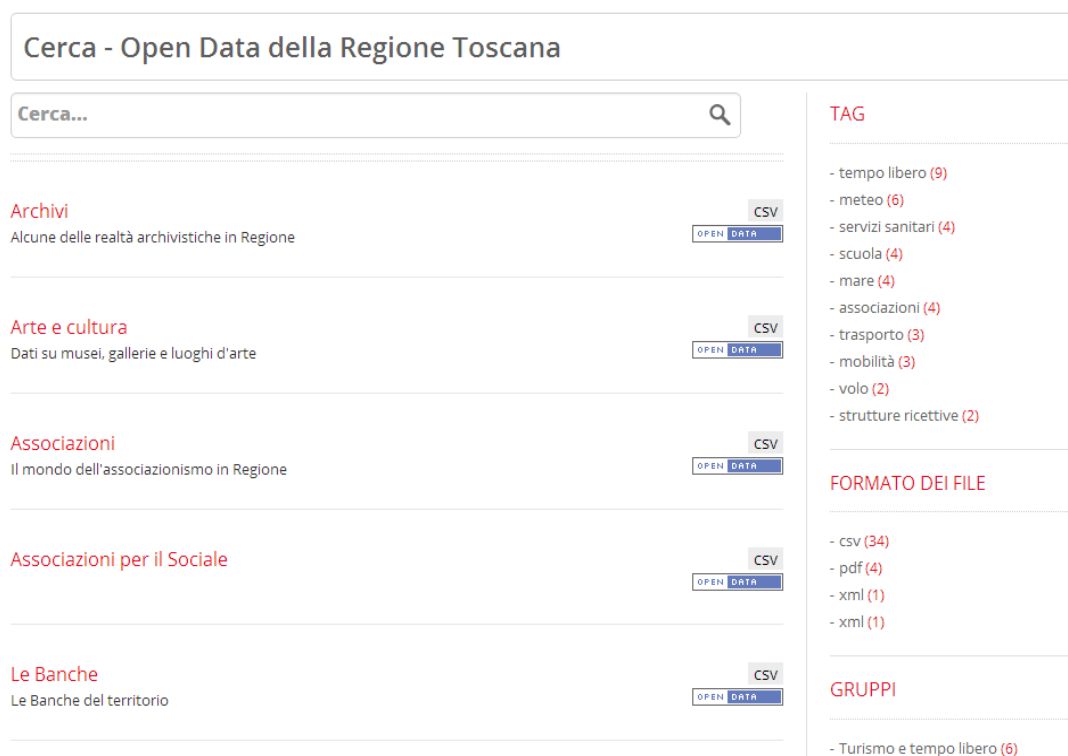 Cerca - Open Data della Regione Toscana
Cerca...
Archivi
CSV
Alcune delle realtà archivistiche in Regione
OPEN DATA
Arte e cultura
CSV
Dati su musei, gallerie e luoghi d'arte
OPEN DATA
Associazioni
CSV
Il mondo dell'associazionismo in Regione
OPEN DATA
Associazioni per il Sociale
CSV
OPEN DATA
Le Banche
CSV
Le Banche del territorio
OPEN DATA
TAG
- tempo libero (9)
- meteo (6)
- servizi sanitari (4)
- scuola (4)
- mare (4)
- associazioni (4)
- trasporto (3)
- mobilità (3)
- volo (2)
- strutture ricettive (2)
FORMATO DEI FILE
- csv (34)
- pdf (4)
- xml (1)
- xml (1)
GRUPPI
- Turismo e tempo libero (6)